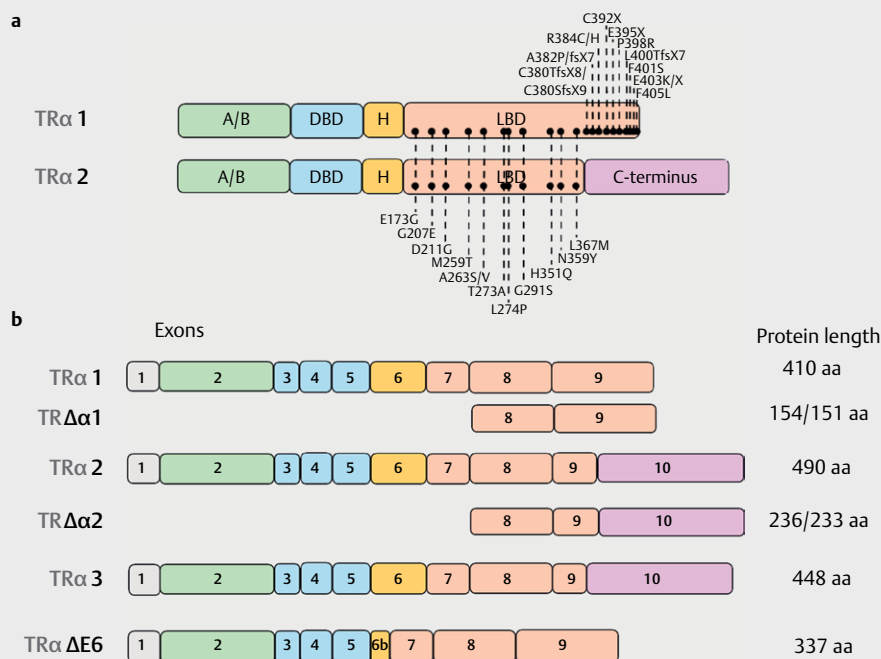 a
C392X
E395X
R384C/H
P398R
A382P/fsX7
L400TfsX7
C380TfsX8/
F401S
E403K/X
C380SfsX9
F405L
TRα 1
A/B DBD H LBD
TRα 2
A/B DBD H LBD C-terminus
E173G
G207E
D211G
L367M
M259T
N359Y
A263S/V
H351Q
T273A
G291S
L274P
b
Exons
Protein length
TRα 1 1 2 3 4 5 6 7 8 9 410 aa
TRΔα1 8 9 154/151 aa
TRα 2 1 2 3 4 5 6 7 8 9 10 490 aa
TRΔα2 8 9 10 236/233 aa
TRα 3 1 2 3 4 5 6 7 8 9 10 448 aa
TRα ΔE6 1 2 3 4 5 6b 7 8 9 337 aa